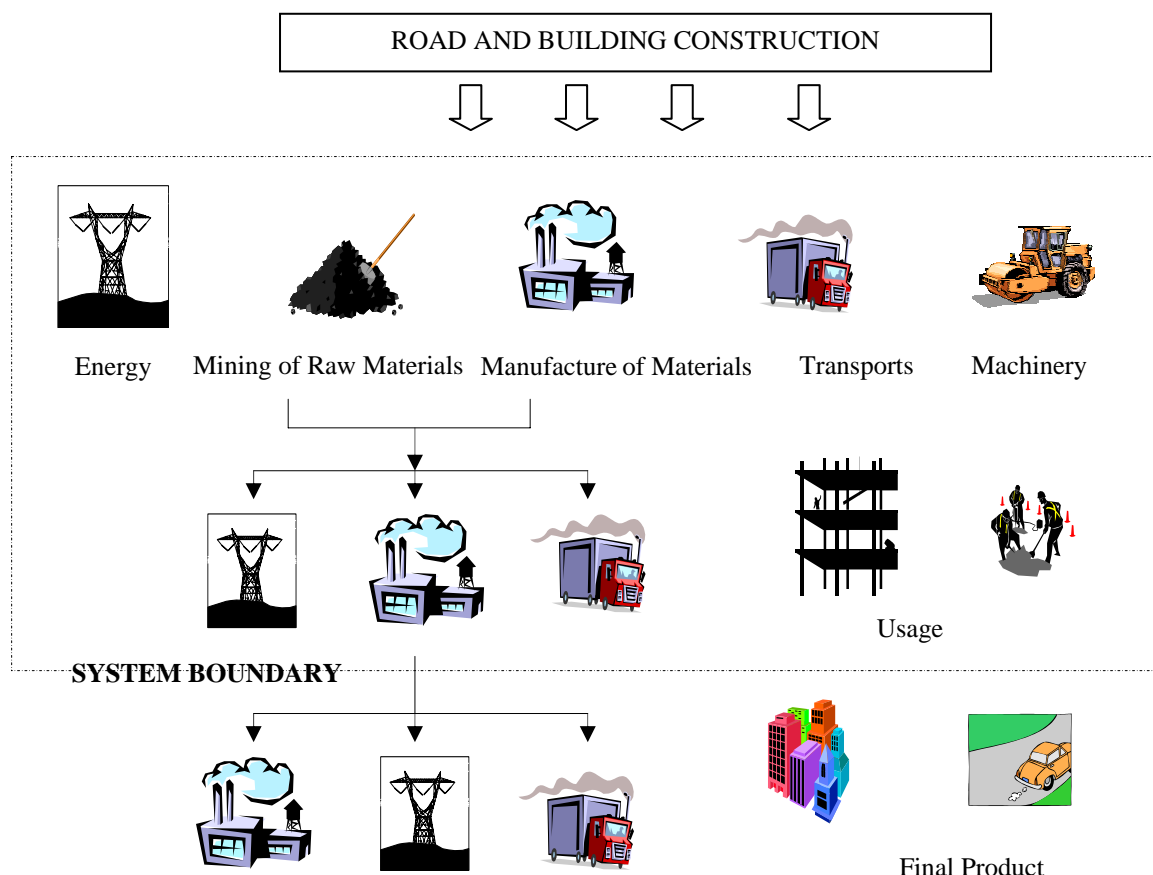 ROAD AND BUILDING CONSTRUCTION
Energy
Mining of Raw Materials
Manufacture of Materials
Transports
Machinery
Usage
SYSTEM BOUNDARY
Final Product